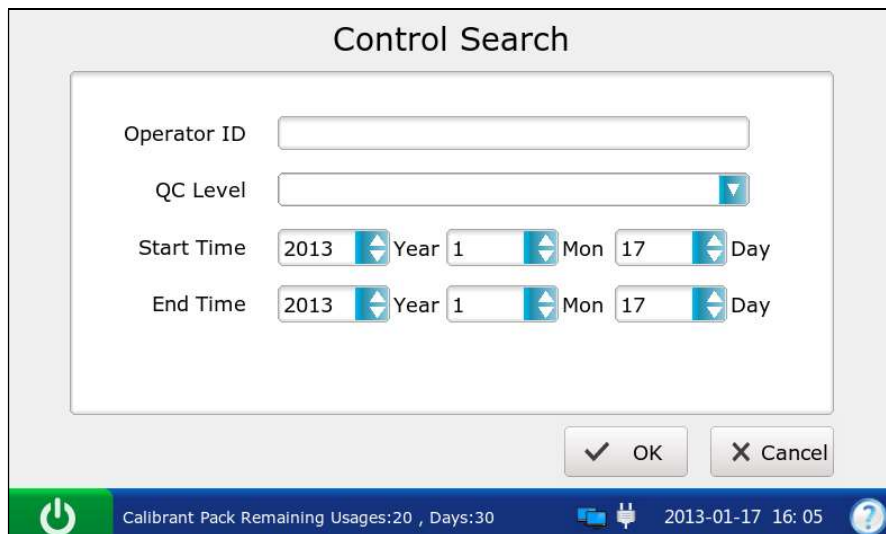 Control Search
Operator ID
QC Level
Start Time 2013 Year 1 Mon 17 Day
End Time 2013 Year 1 Mon 17 Day
OK Cancel
Calibrant Pack Remaining Usages:20 , Days:30 2013-01-17 16: 05 ?